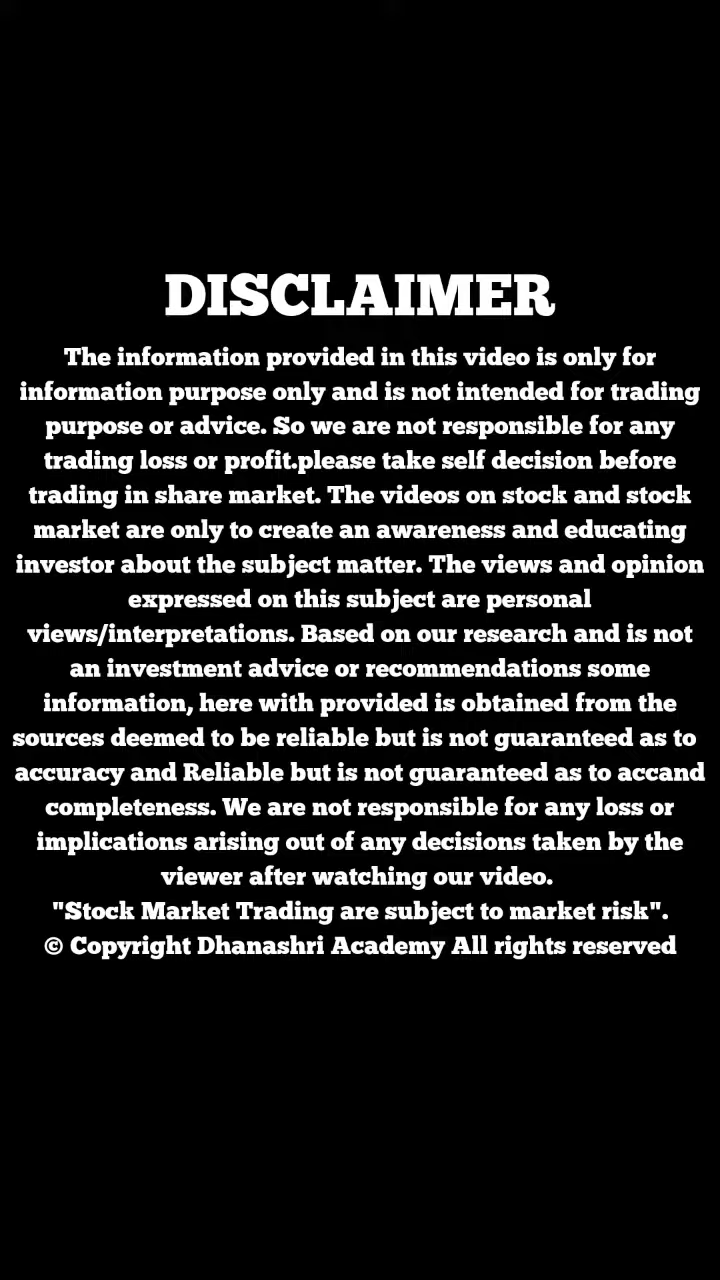 DISCLAIMER
The information provided in this video is only for
information purpose only and is not intended for trading
purpose or advice. So we are not responsible for any
trading loss or profit.please take self decision before
trading in share market. The videos on stock and stock
market are only to create an awareness and educating
investor about the subject matter. The views and opinion
expressed on this subject are personal
views/interpretations. Based on our research and is not
an investment advice or recommendations some
information, here with provided is obtained from the
sources deemed to be reliable but is not guaranteed as to
accuracy and Reliable but is not guaranteed as to accand
completeness. We are not responsible for any loss or
implications arising out of any decisions taken by the
viewer after watching our video.
"Stock Market Trading are subject to market risk".
© Copyright Dhanashri Academy All rights reserved